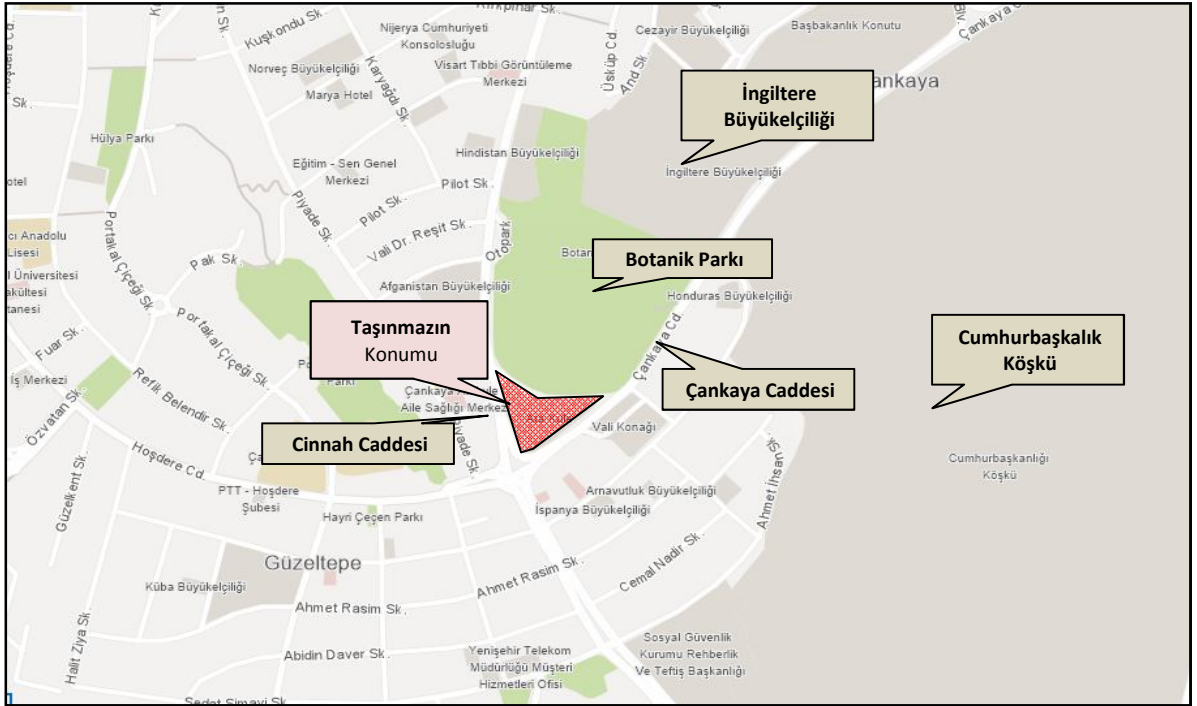 Kuşkondu Sk.
Nijerya Cumhuriyeti
Konsolosluğu
Üsküp Cd.
And Sk.
Cezayir Büyükelçiliği
Başbakanlık Konutu
Norveç Büyükelçiliği
Karyağdı Sk.
Visart Tıbbi Görüntüleme
Merkezi
Marya Hotel
Sk.
İngiltere
Büyükelçiliği
Hülya Parkı
Eğitim - Sen Genel
Merkezi
Hindistan Büyükelçiliği
İngiltere Büyükelçiliği
Pilot Sk.
Piyade Sk.
Pilot Sk.
Vali Dr. Reşit Sk.
Otopark
Portakal Çiçeği Sk.
Pak Sk.
Botanik Parkı
Afganistan Büyükelçiliği
Honduras Büyükelçiliği
Taşınmazın
Konumu
Portakal Çiçeği Sk.
Fuar Sk.
Parkı
Çankaya Cd.
Cumhurbaşkalık
Köşkü
İş Merkezi
Refik Belendir Sk.
Çankaya
Aile Sağlığı Merkezi
Çankaya Caddesi
Özvatan Sk.
Vali Konağı
Cinnah Caddesi
Piyade Sk.
Hoşdere Cd.
Cumhurbaşkanlığı
Köşkü
Güzelkent Sk.
PTT - Hoşdere
Şubesi
Arnavutluk Büyükelçiliği
Ahmet İhsan Sk.
İspanya Büyükelçiliği
Hayri Çeçen Parkı
Güzeltepe
Küba Büyükelçiliği
Ahmet Rasim Sk.
Cemal Nadir Sk.
Ahmet Rasim Sk.
Halit Ziya Sk.
Abidin Daver Sk.
Yenişehir Telekom
Müdürlüğü Müşteri
Hizmetleri Ofisi
Sosyal Güvenlik
Kurumu Rehberlik
Ve Teftiş Başkanlığı